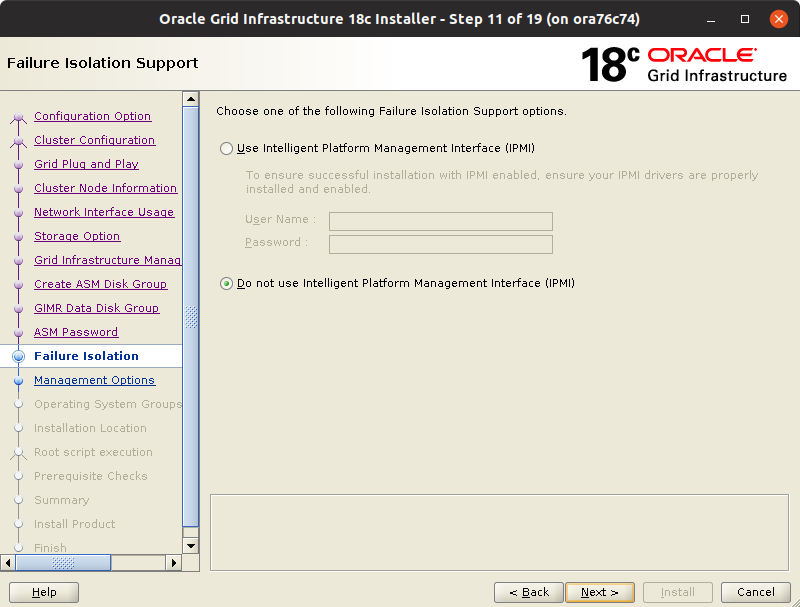 Oracle Grid Infrastructure 18c Installer - Step 11 of 19 (on ora76c74)
Failure Isolation Support
18c ORACLE
Grid Infrastructure
Configuration Option
Cluster Configuration
Grid Plug and Play
Cluster Node Information
Network Interface Usage
Storage Option
Grid Infrastructure Manag
Create ASM Disk Group
GIMR Data Disk Group
ASM Password
Failure Isolation
Management Options
Operating System Groups
Installation Location
Root script execution
Prerequisite Checks
Summary
Install Product
Finish
Choose one of the following Failure Isolation Support options.
Use Intelligent Platform Management Interface (IPMI)
To ensure successful installation with IPMI enabled, ensure your IPMI drivers are properly
installed and enabled.
User Name :
Password :
Do not use Intelligent Platform Management Interface (IPMI)
Help
< Back
Next >
Install
Cancel